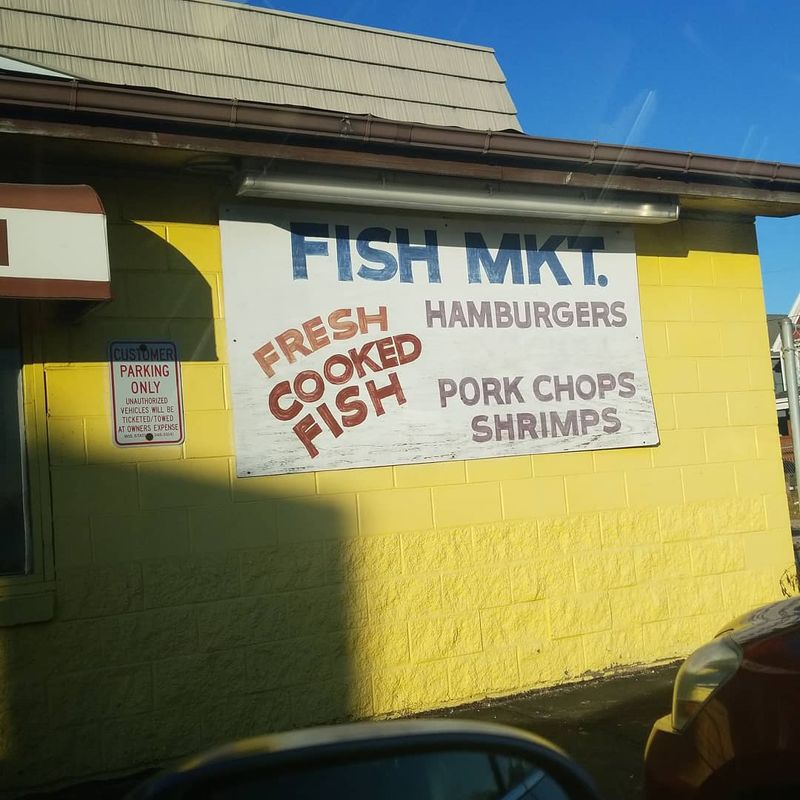 FISH MKT.
FRESH
COOKED
FISH
HAMBURGERS
PORK CHOPS
SHRIMPS
CUSTOMER
PARKING
ONLY
UNAUTHORIZED
VEHICLES WILL BE
TICKETED/TOWED
AT OWNERS EXPENSE